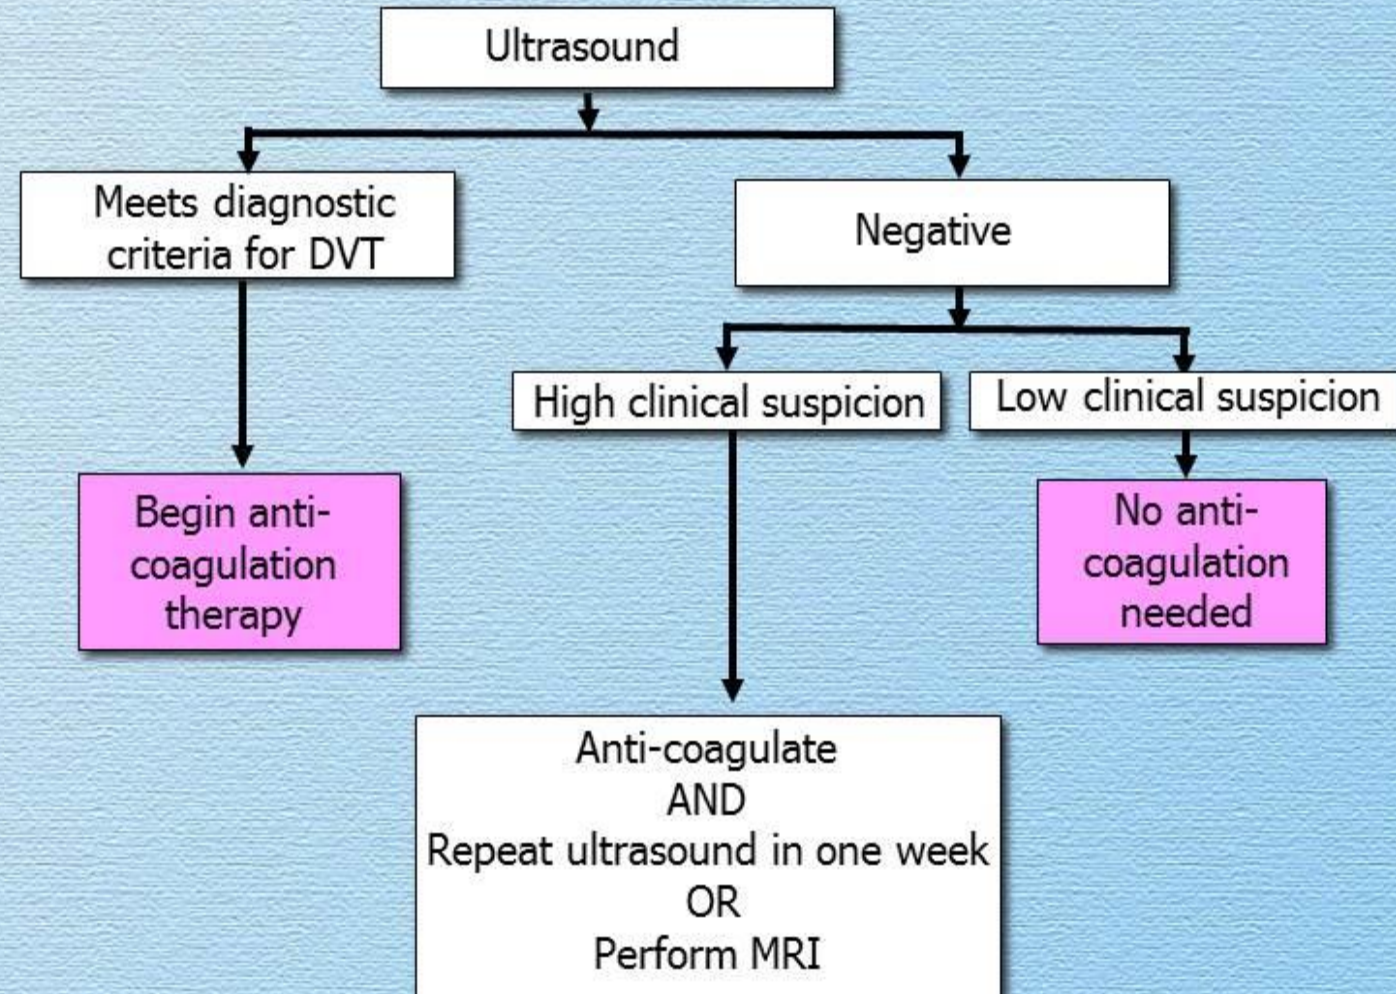 Ultrasound
Meets diagnostic
criteria for DVT
Negative
High clinical suspicion
Low clinical suspicion
Begin anti-
coagulation
therapy
No anti-
coagulation
needed
Anti-coagulate
AND
Repeat ultrasound in one week
OR
Perform MRI